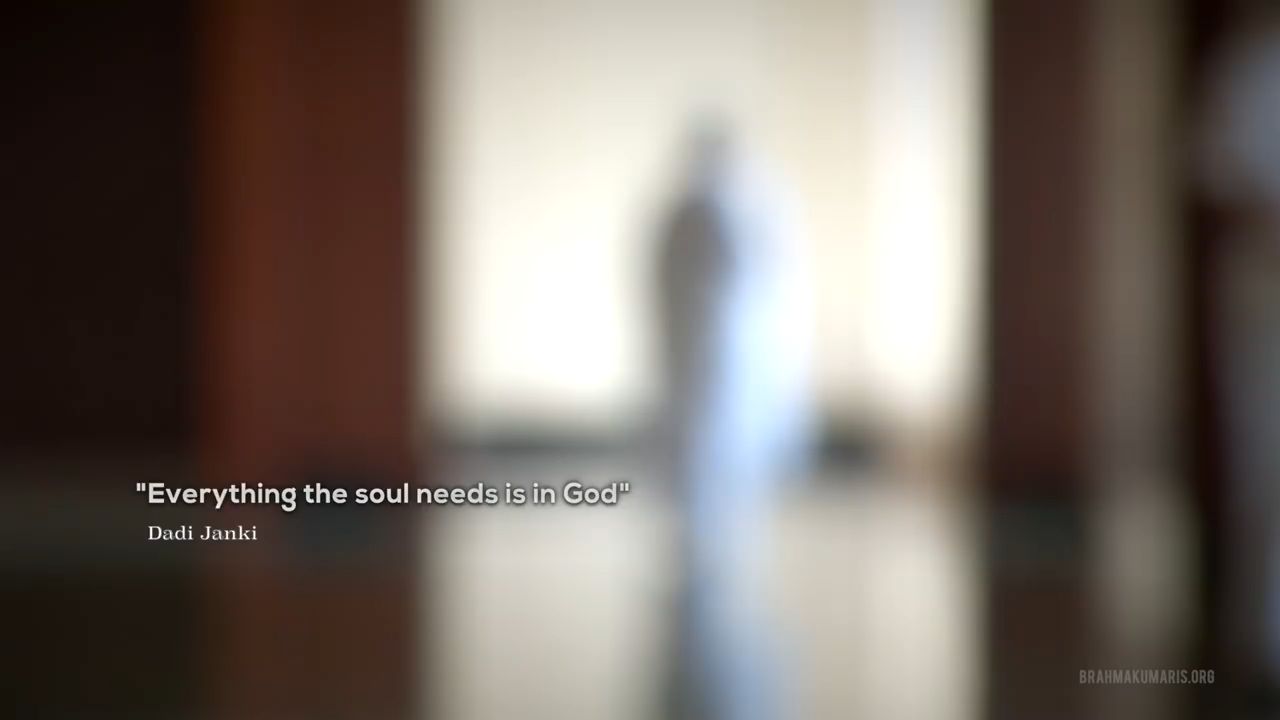 "Everything the soul needs is in God"
Dadi Janki
BRAHMAKUMARIS.ORG